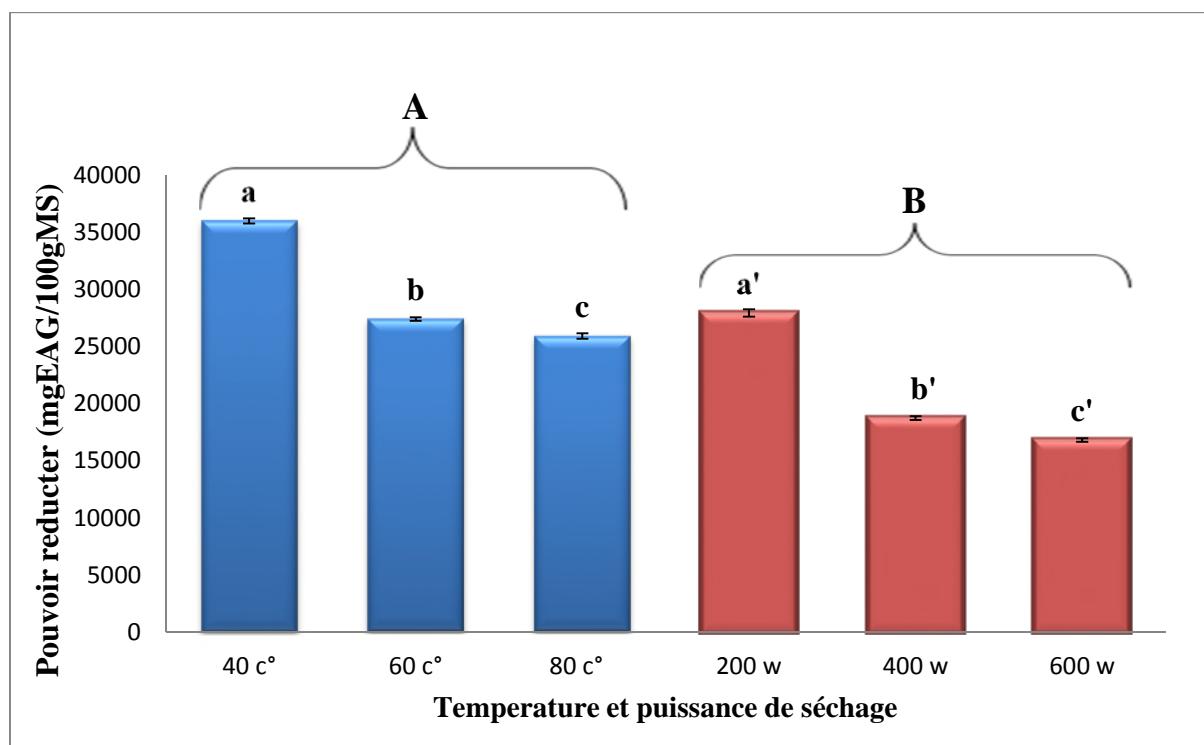 A
B
40000
35000
30000
25000
20000
15000
10000
5000
0
Pouvoir reducter (mgEAG/100gMS)
a
b
c
a'
b'
c'
40 c° 60 c° 80 c° 200 w 400 w 600 w
Temperature et puissance de séchage